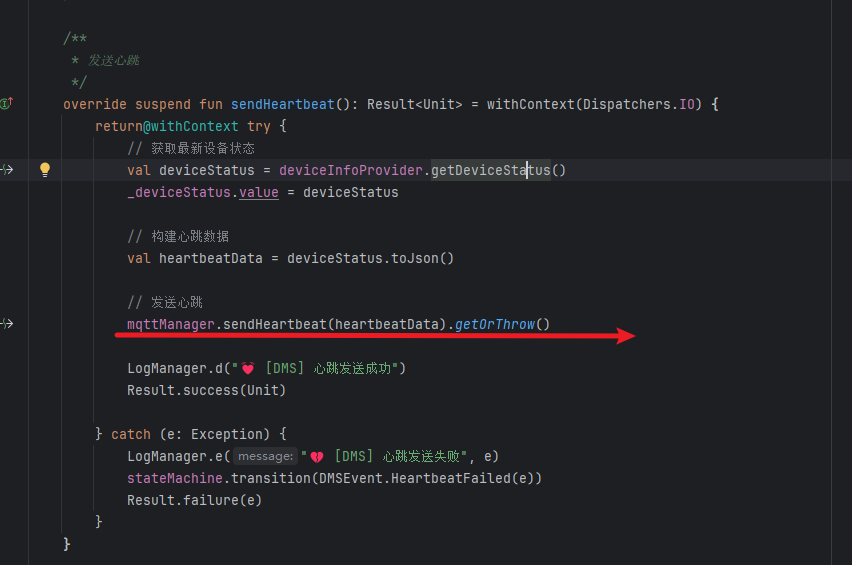 /**
 * 发送心跳
 */
override suspend fun sendHeartbeat(): Result<Unit> = withContext(Dispatchers.IO) {
    return@withContext try {
        // 获取最新设备状态
        val deviceStatus = deviceInfoProvider.getDeviceStatus()
        _deviceStatus.value = deviceStatus
        // 构建心跳数据
        val heartbeatData = deviceStatus.toJson()
        // 发送心跳
        mqttManager.sendHeartbeat(heartbeatData).getOrThrow()
        LogManager.d("💓 [DMS] 心跳发送成功")
        Result.success(Unit)
    } catch (e: Exception) {
        LogManager.e( message: "💔 [DMS] 心跳发送失败", e)
        stateMachine.transition(DMSEvent.HeartbeatFailed(e))
        Result.failure(e)
    }
}